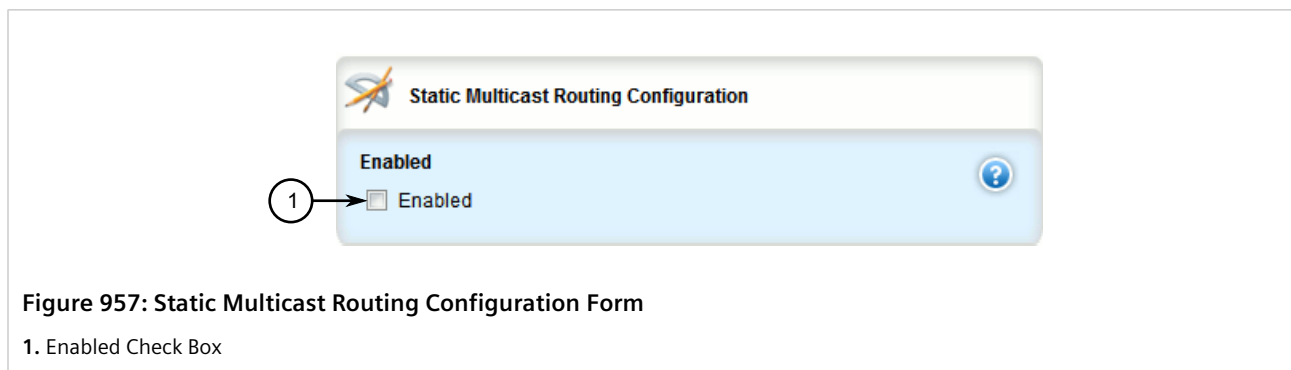 Static Multicast Routing Configuration
Enabled
?
1
Enabled
Figure 957: Static Multicast Routing Configuration Form
1. Enabled Check Box